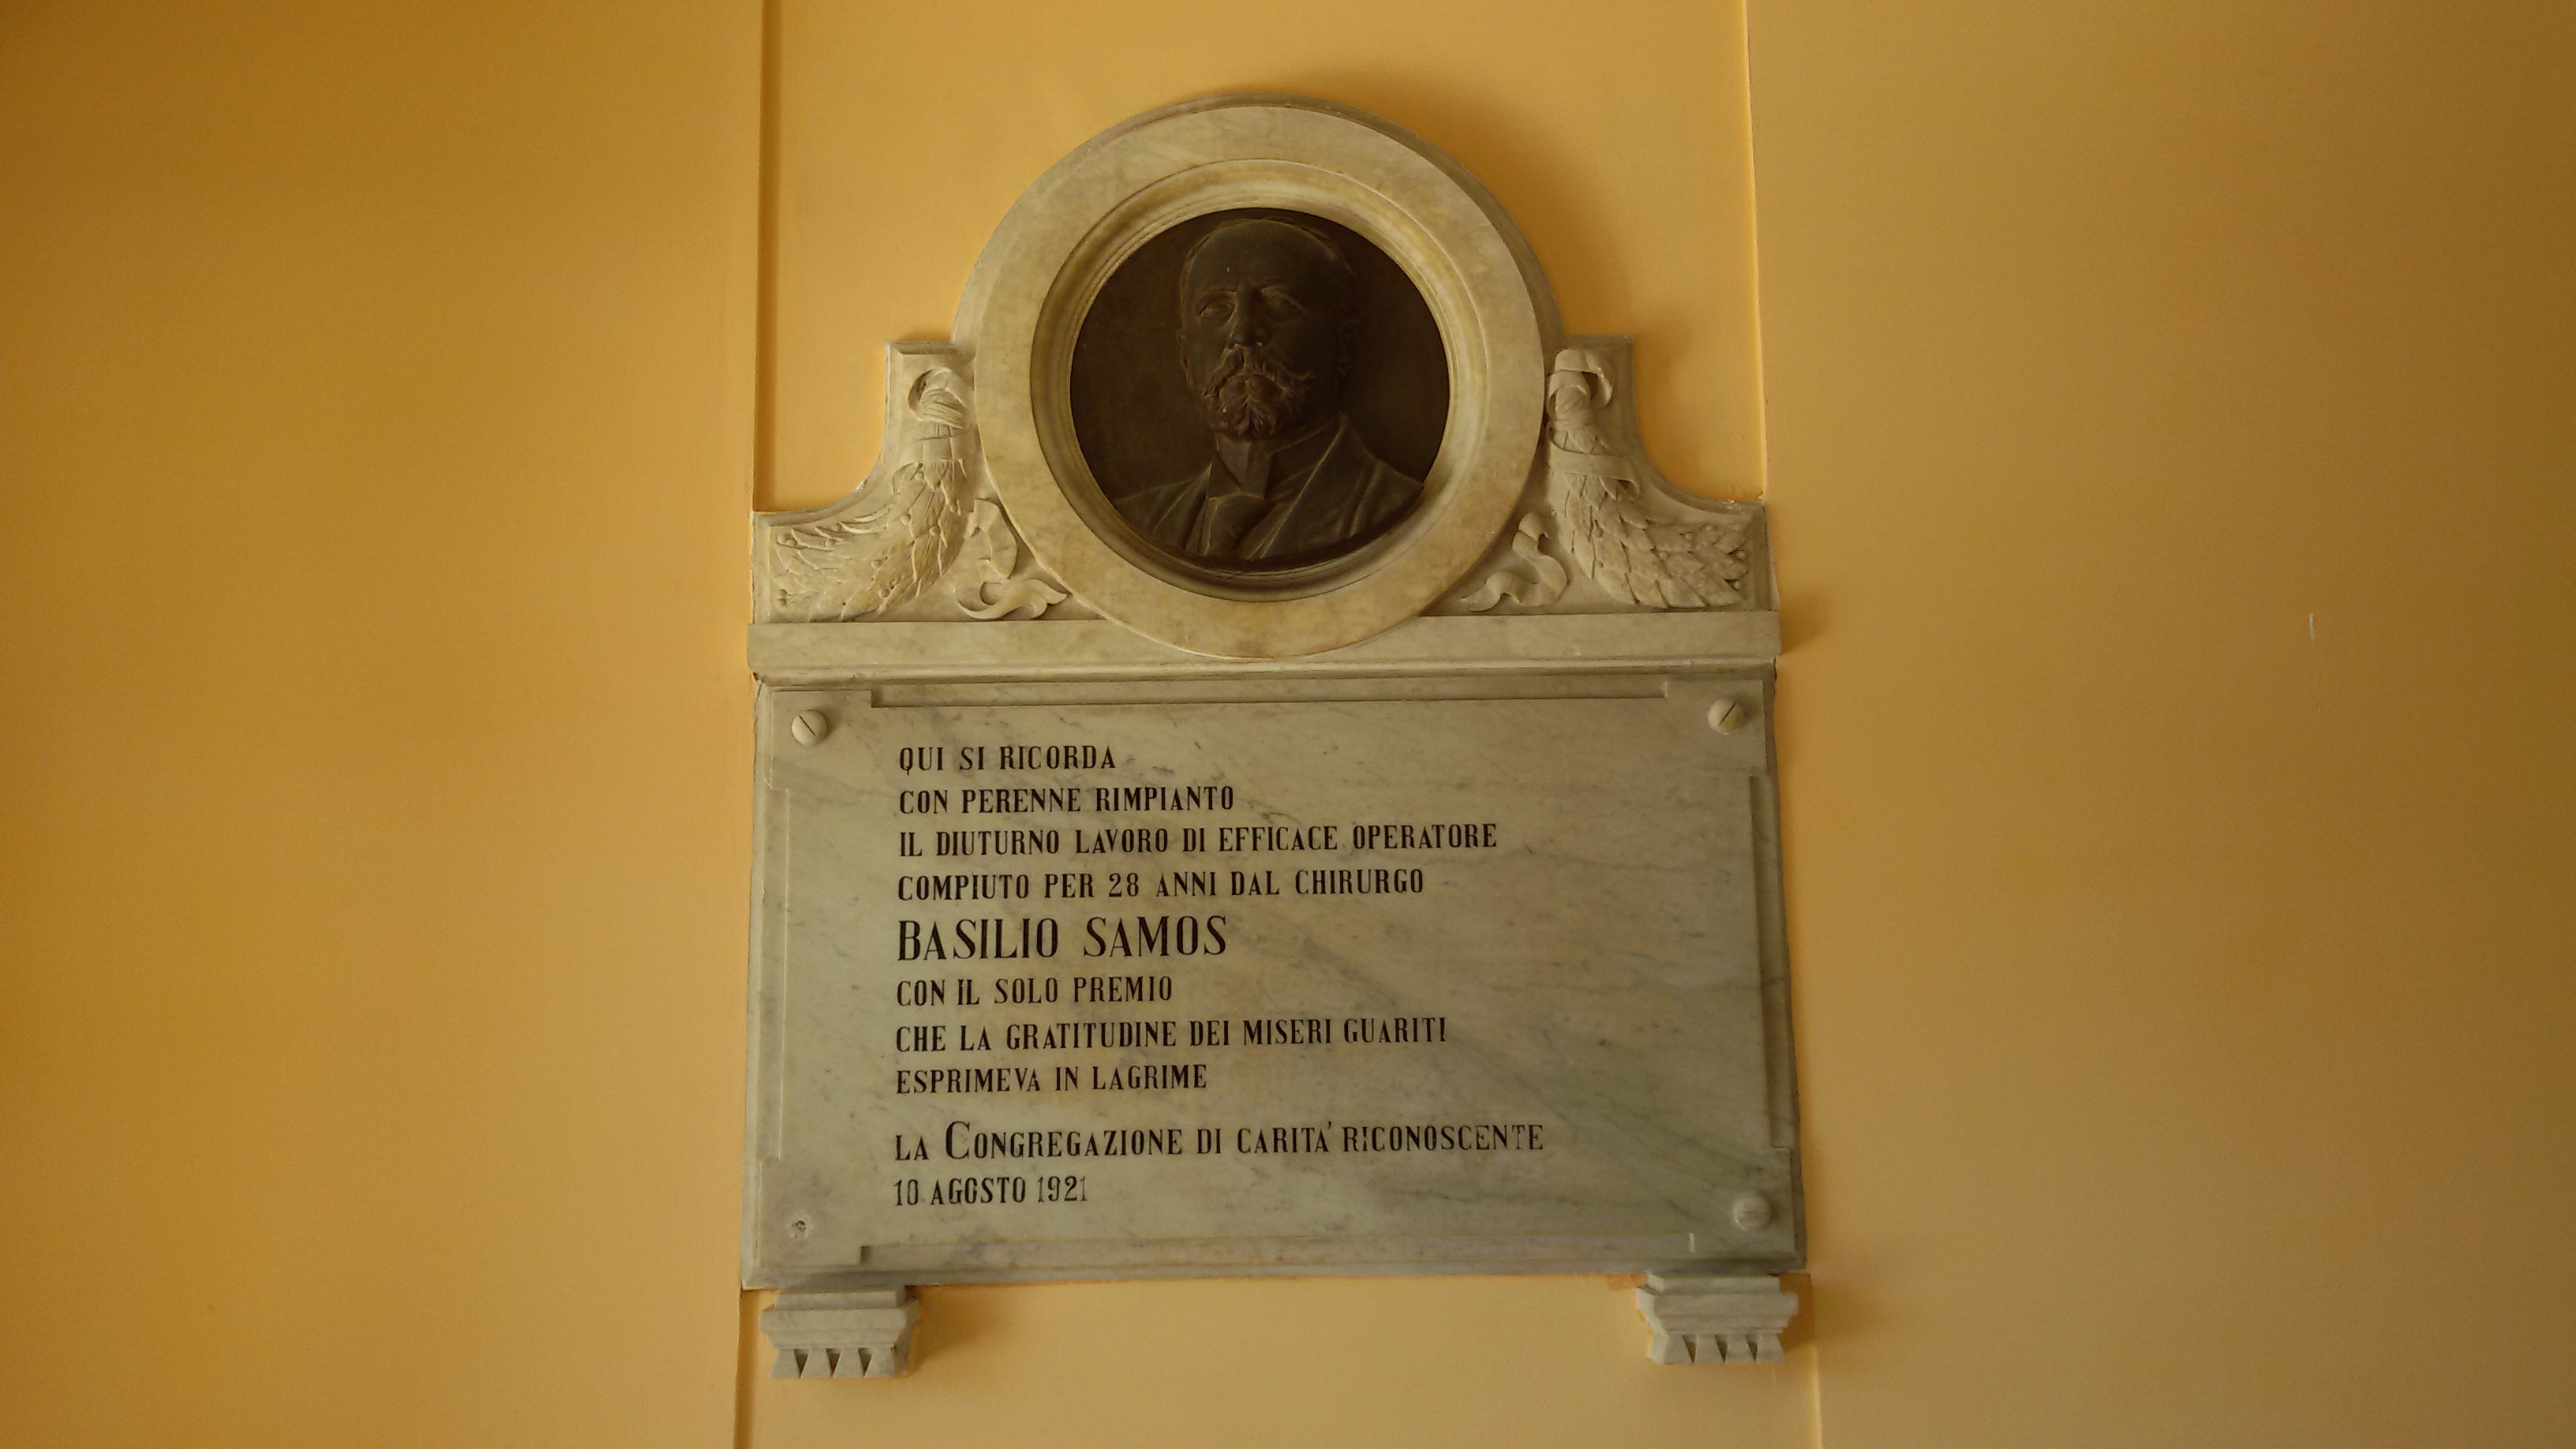 QUI SI RICORDA
CON PERENNE RIMPIANTO
IL DIUTURNO LAVORO DI EFFICACE OPERATORE
COMPIUTO PER 28 ANNI DAL CHIRURGO
BASILIO SAMOS
CON IL SOLO PREMIO
CHE LA GRATITUDINE DEI MISERI GUARITI
ESPRIMEVA IN LAGRIME
LA CONGREGAZIONE DI CARITA' RICONOSCENTE
10 AGOSTO 1921